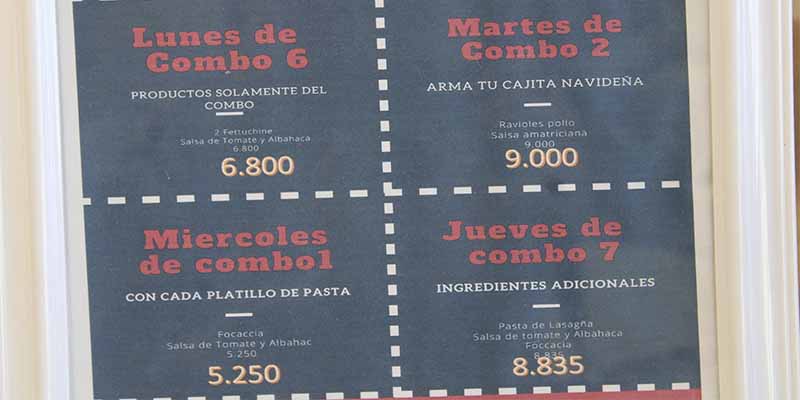 Lunes de
Combo 6
PRODUCTOS SOLAMENTE DEL
COMBO
2 Fettuchine
Salsa de Tomate y Albahaca
6.800
6.800
Martes de
Combo 2
ARMA TU CAJITA NAVIDEÑA
Ravioles pollo
Salsa amatriciana
9.000
9.000
Miercoles
de combo1
CON CADA PLATILLO DE PASTA
Focaccia
Salsa de Tomate y Albahac
5.250
5.250
Jueves de
combo 7
INGREDIENTES ADICIONALES
Pasta de Lasagña
Salsa de tomate y Albahaca
Foccacia
8.835
8.835